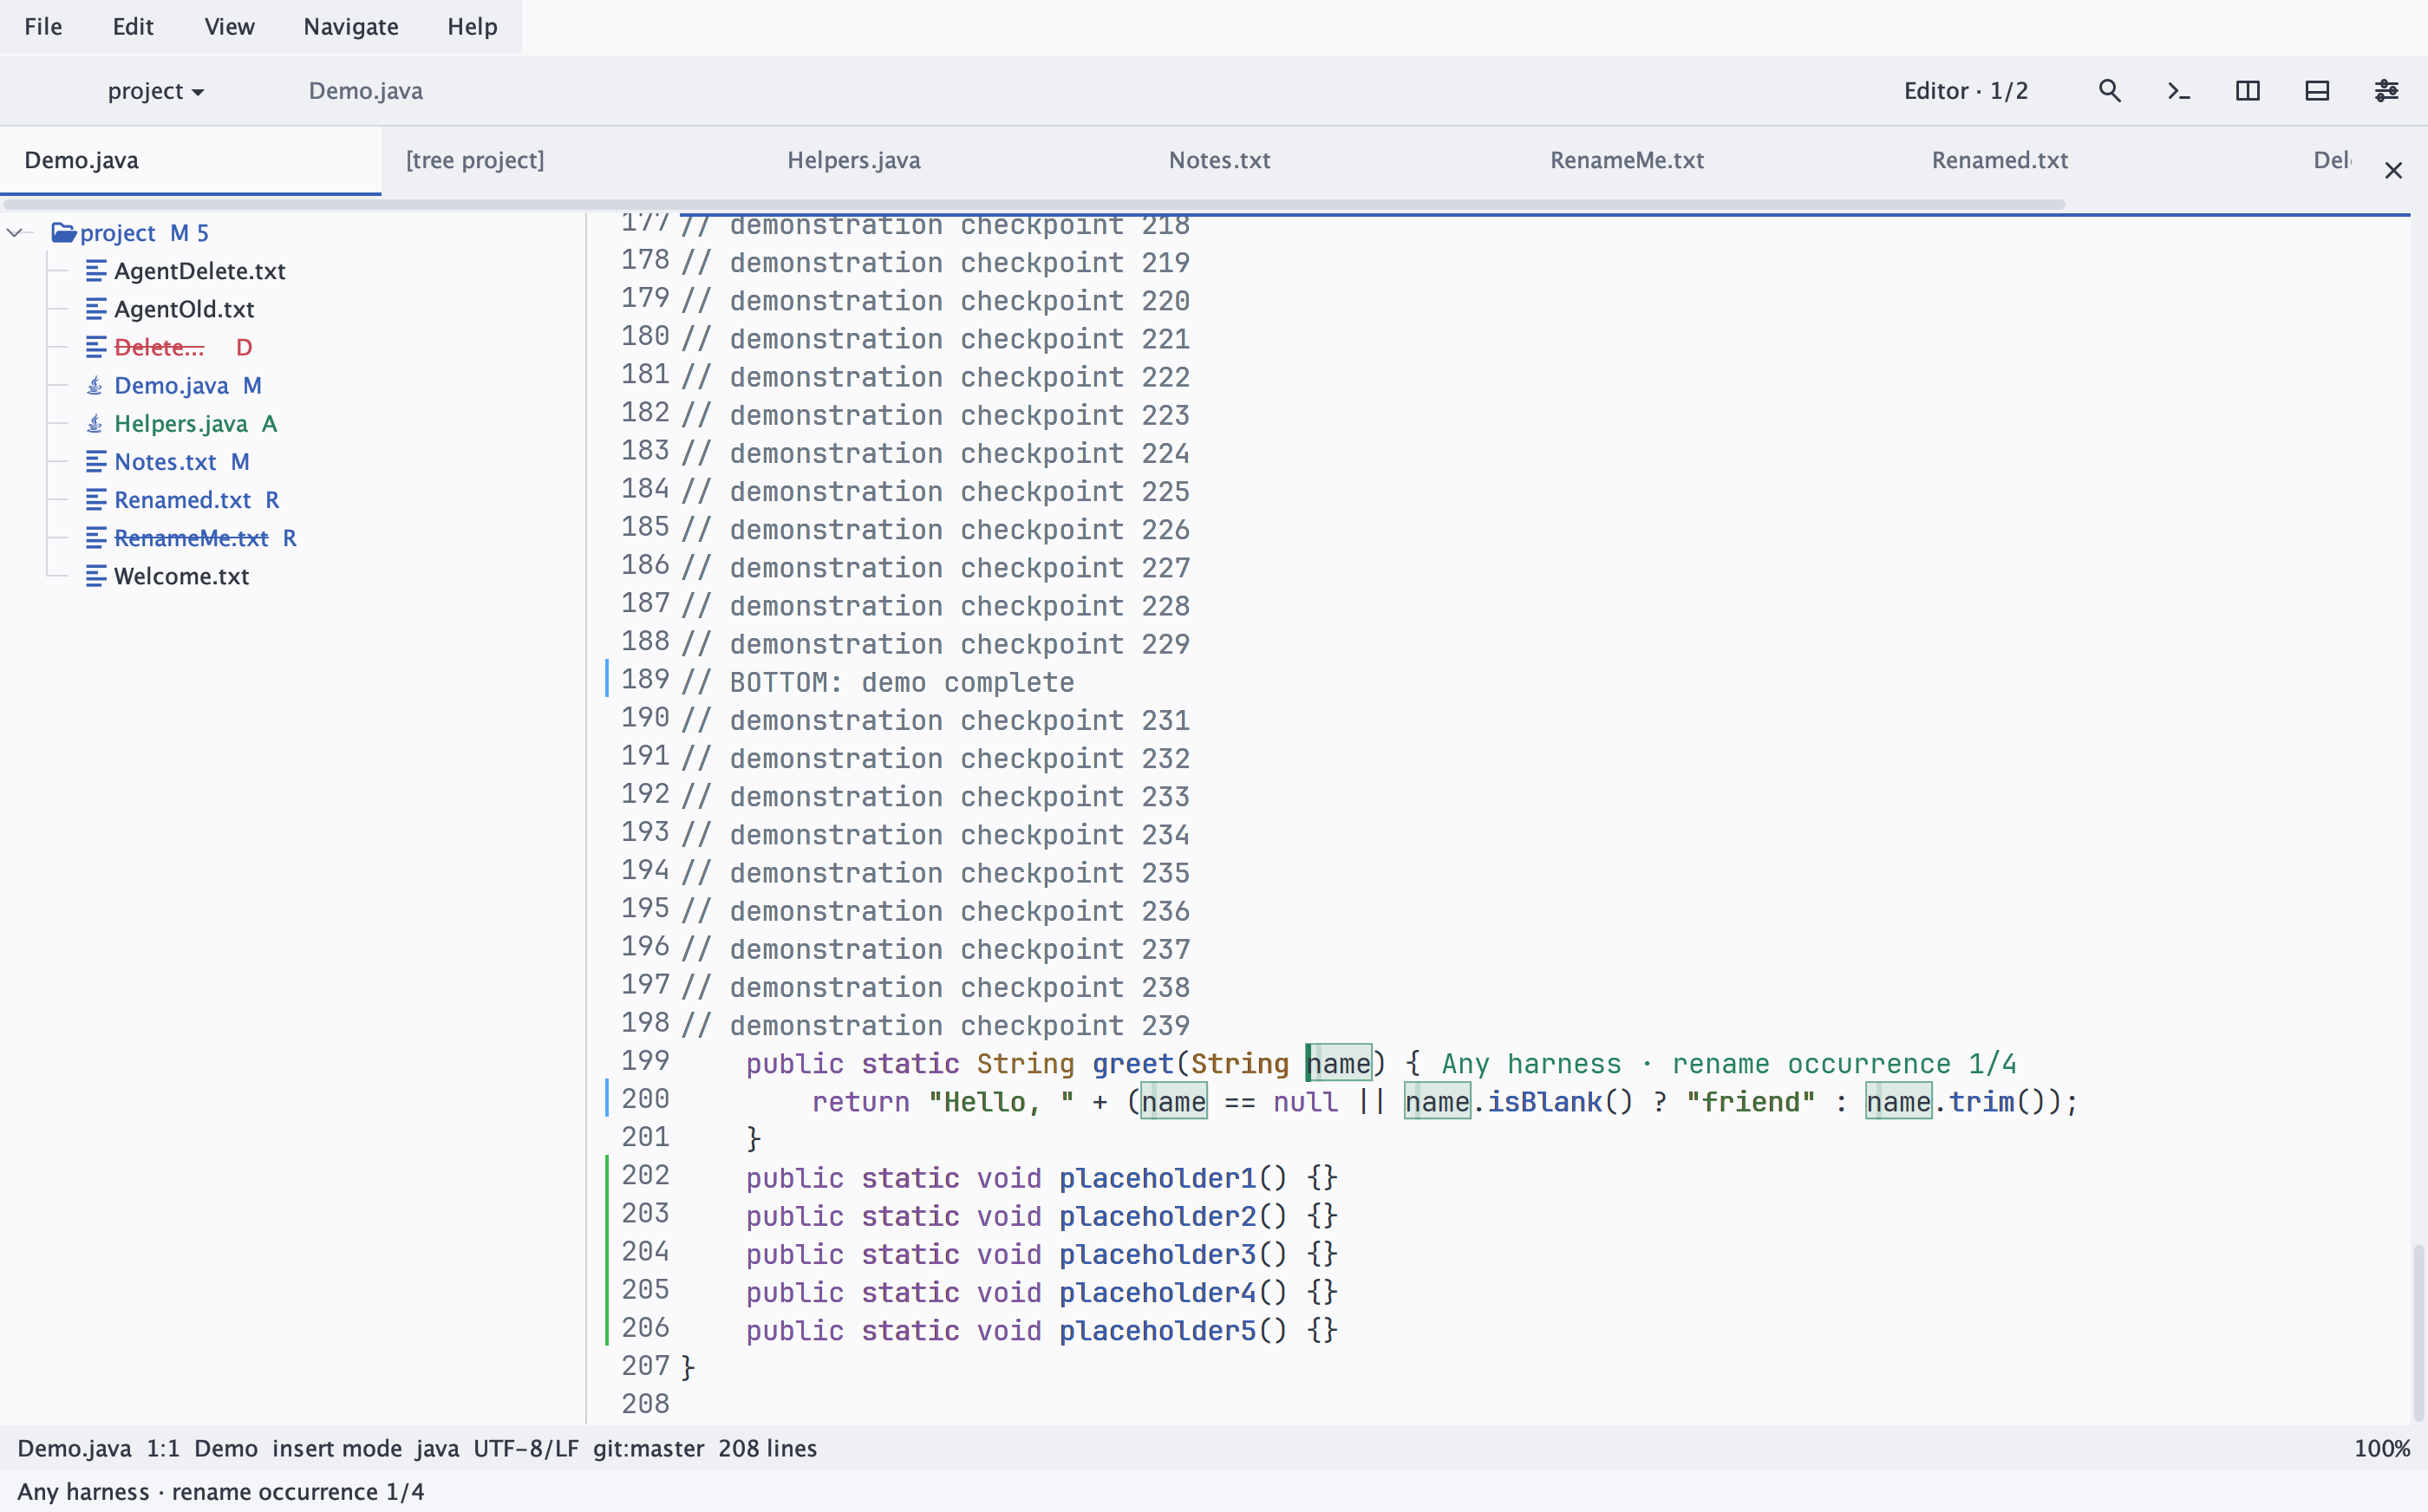 File Edit View Navigate Help
project Demo.java Editor · 1/2
Demo.java [tree project] Helpers.java Notes.txt RenameMe.txt Renamed.txt Del
project M 5
AgentDelete.txt
AgentOld.txt
Delete... D
Demo.java M
Helpers.java A
Notes.txt M
Renamed.txt R
RenameMe.txt R
Welcome.txt
177 // demonstration checkpoint 218
178 // demonstration checkpoint 219
179 // demonstration checkpoint 220
180 // demonstration checkpoint 221
181 // demonstration checkpoint 222
182 // demonstration checkpoint 223
183 // demonstration checkpoint 224
184 // demonstration checkpoint 225
185 // demonstration checkpoint 226
186 // demonstration checkpoint 227
187 // demonstration checkpoint 228
188 // demonstration checkpoint 229
189 // BOTTOM: demo complete
190 // demonstration checkpoint 231
191 // demonstration checkpoint 232
192 // demonstration checkpoint 233
193 // demonstration checkpoint 234
194 // demonstration checkpoint 235
195 // demonstration checkpoint 236
196 // demonstration checkpoint 237
197 // demonstration checkpoint 238
198 // demonstration checkpoint 239
199 public static String greet(String name) { Any harness · rename occurrence 1/4
200 return "Hello, " + (name == null || name.isBlank() ? "friend" : name.trim());
201 }
202 public static void placeholder1() {}
203 public static void placeholder2() {}
204 public static void placeholder3() {}
205 public static void placeholder4() {}
206 public static void placeholder5() {}
207 }
208
Demo.java 1:1 Demo insert mode java UTF-8/LF git:master 208 lines 100%
Any harness · rename occurrence 1/4